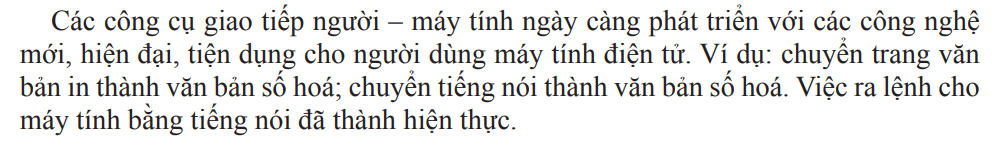 Các công cụ giao tiếp người – máy tính ngày càng phát triển với các công nghệ
mới, hiện đại, tiện dụng cho người dùng máy tính điện tử. Ví dụ: chuyển trang văn
bản in thành văn bản số hoá; chuyển tiếng nói thành văn bản số hoá. Việc ra lệnh cho
máy tính bằng tiếng nói đã thành hiện thực.